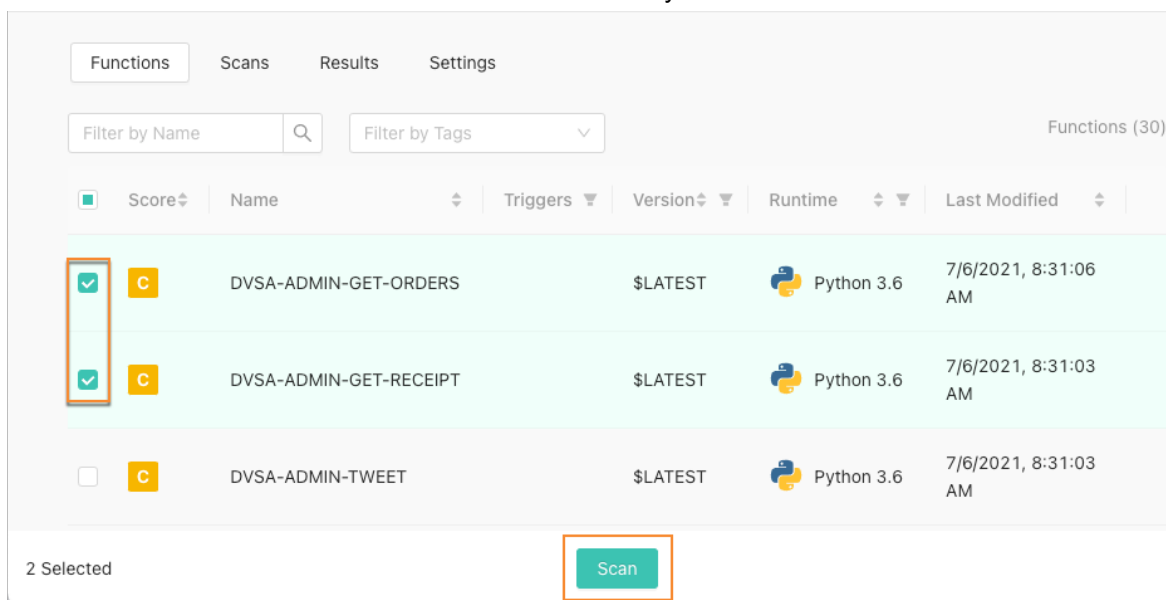 Functions Scans Results Settings
Filter by Name Filter by Tags Functions (30)
Score Name Triggers Version Runtime Last Modified
C DVSA-ADMIN-GET-ORDERS $LATEST Python 3.6 7/6/2021, 8:31:06
AM
C DVSA-ADMIN-GET-RECEIPT $LATEST Python 3.6 7/6/2021, 8:31:03
AM
C DVSA-ADMIN-TWEET $LATEST Python 3.6 7/6/2021, 8:31:03
AM
2 Selected Scan